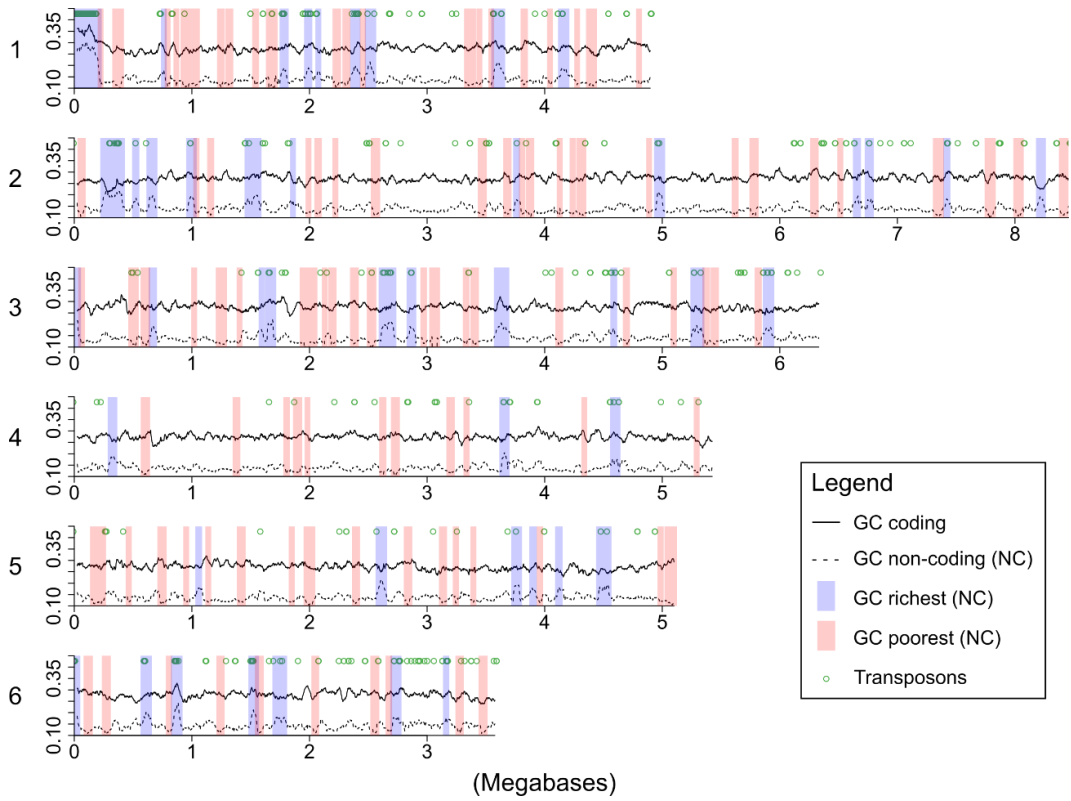 1
0.10 0.35
0 1 2 3 4
2
0.10 0.35
0 1 2 3 4 5 6 7 8
3
0.10 0.35
0 1 2 3 4 5 6
4
0.10 0.35
0 1 2 3 4 5
5
0.10 0.35
0 1 2 3 4 5
6
0.10 0.35
0 1 2 3
(Megabases)
Legend
GC coding
GC non-coding (NC)
GC richest (NC)
GC poorest (NC)
Transposons